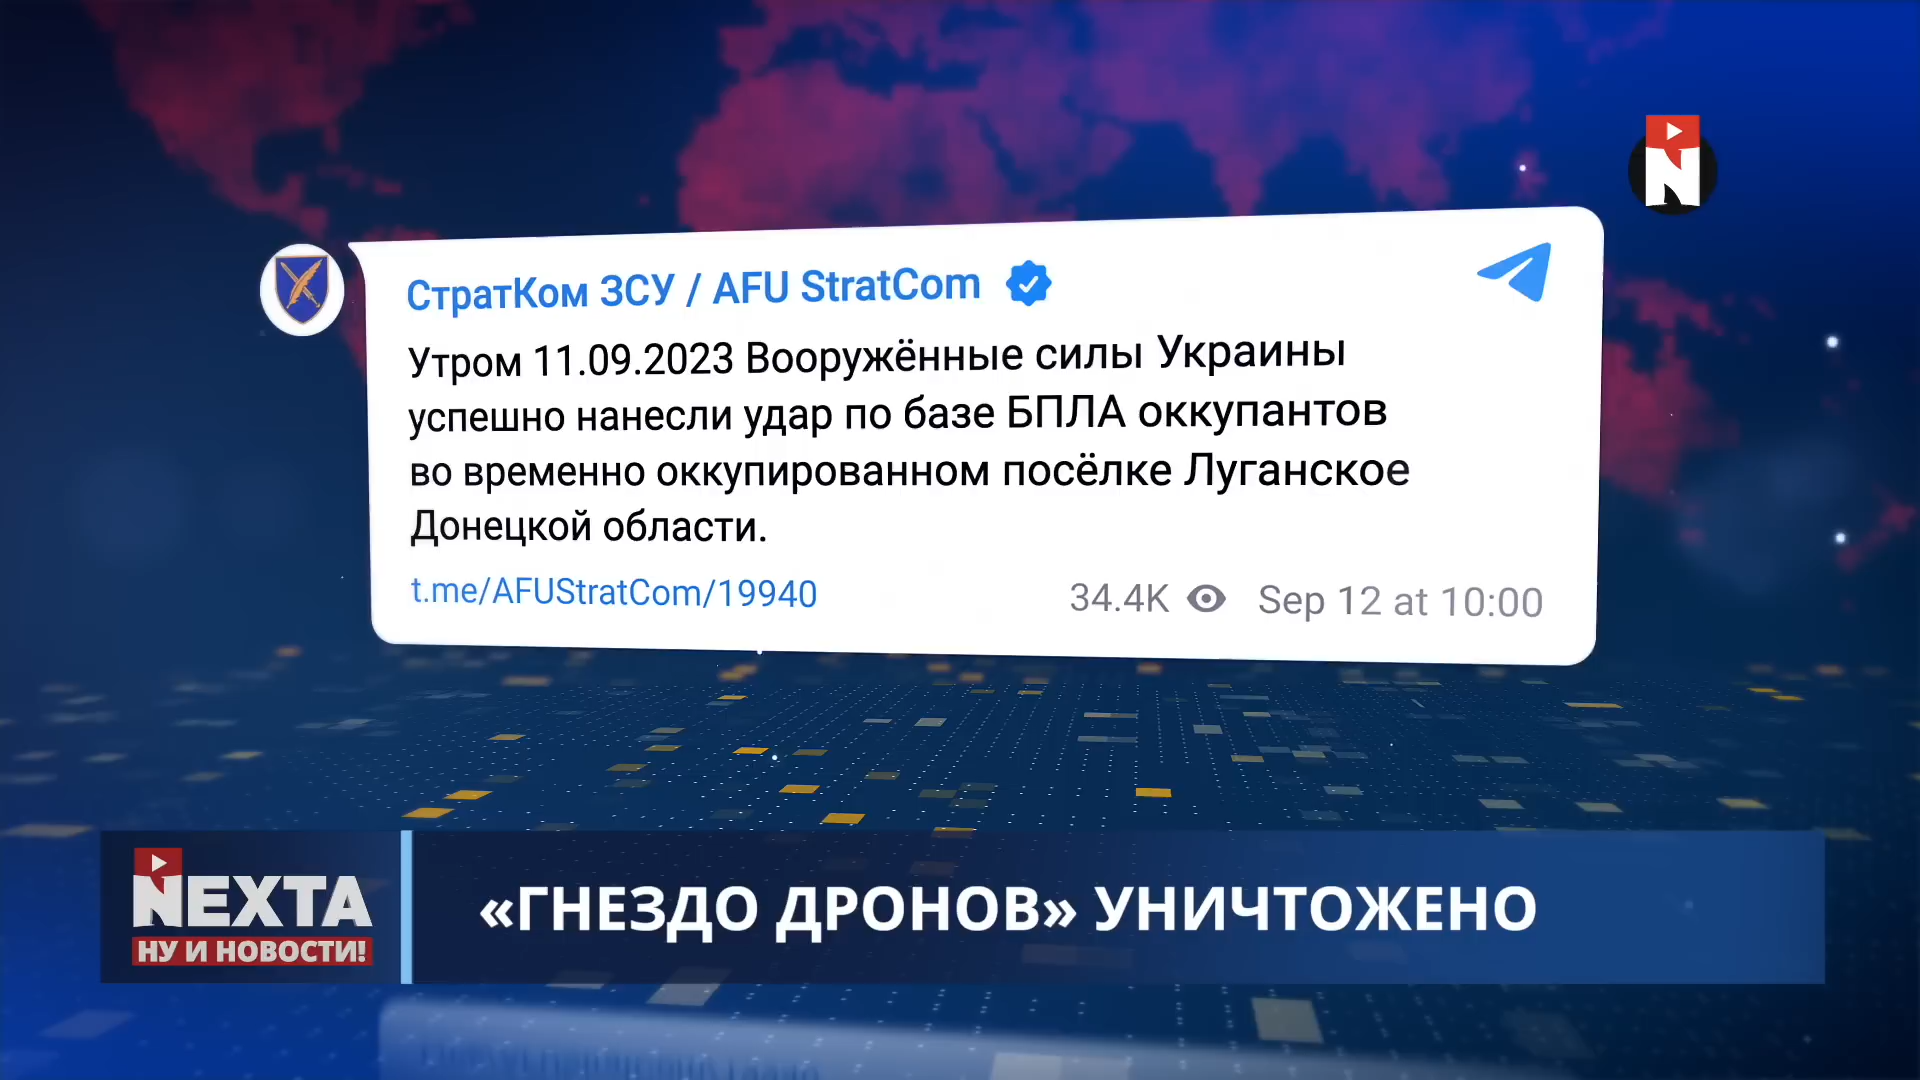 СтратКом ЗСУ / AFU StratCom
Утром 11.09.2023 Вооружённые силы Украины
успешно нанесли удар по базе БПЛА оккупантов
во временно оккупированном посёлке Луганское
Донецкой области.
t.me/AFUStratCom/19940 34.4K Sep 12 at 10:00
NEXTA
НУ И НОВОСТИ!
«ГНЕЗДО ДРОНОВ» УНИЧТОЖЕНО